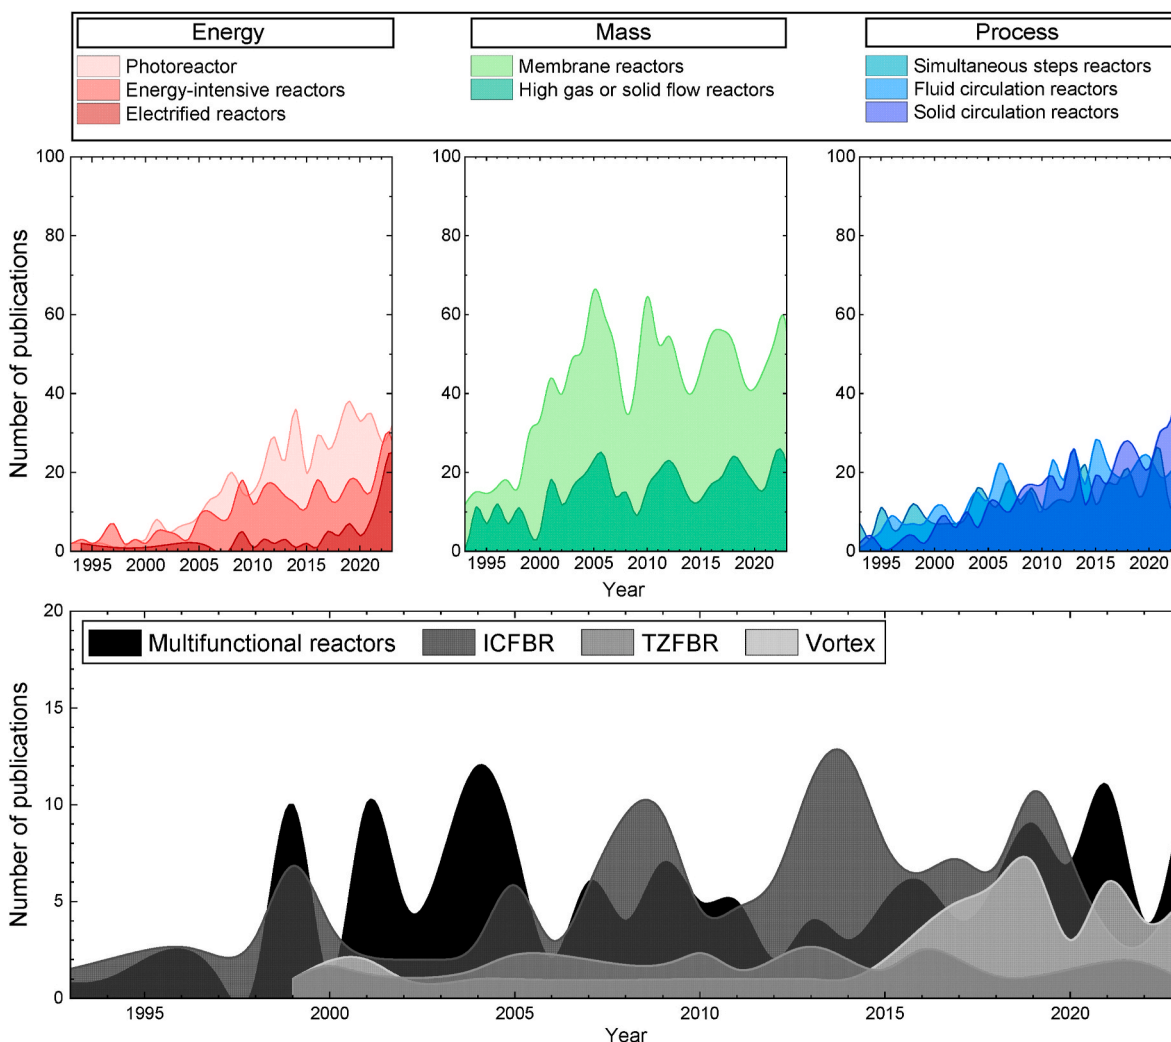 Energy
Mass
Process
Photoreactor
Energy-intensive reactors
Electrified reactors
Membrane reactors
High gas or solid flow reactors
Simultaneous steps reactors
Fluid circulation reactors
Solid circulation reactors
Number of publications
100
80
60
40
20
0
1995 2000 2005 2010 2015 2020
100
80
60
40
20
0
1995 2000 2005 2010 2015 2020
Year
100
80
60
40
20
0
1995 2000 2005 2010 2015 2020
Number of publications
20
15
10
5
0
Multifunctional reactors ICFBR TZFBR Vortex
1995 2000 2005 2010 2015 2020
Year